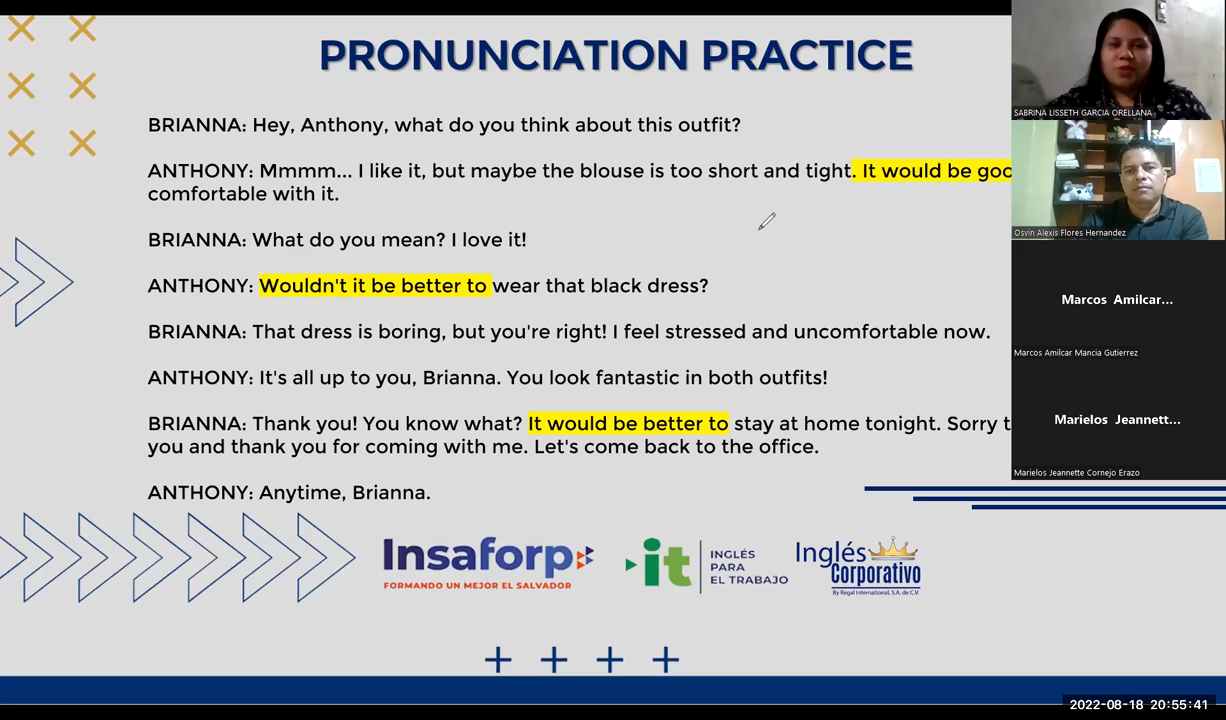 PRONUNCIATION PRACTICE
BRIANNA: Hey, Anthony, what do you think about this outfit?
ANTHONY: Mmmm... I like it, but maybe the blouse is too short and tight. It would be
comfortable with it.
BRIANNA: What do you mean? I love it!
ANTHONY: Wouldn't it be better to wear that black dress?
BRIANNA: That dress is boring, but you're right! I feel stressed and uncomfortable now.
ANTHONY: It's all up to you, Brianna. You look fantastic in both outfits!
BRIANNA: Thank you! You know what? It would be better to stay at home tonight. Sorry
you and thank you for coming with me. Let's come back to the office.
ANTHONY: Anytime, Brianna.
Insaforp
FORMANDO UN MEJOR EL SALVADOR
it
INGLÉS
PARA
EL TRABAJO
Inglés
Corporativo
By Regal International, S.A. de C.V.
SABRINA LISSETH GARCIA ORELLANA
Osvin Alexis Flores Hernandez
Marcos Amilcar...
Marcos Amilcar Mancia Gutierrez
Marielos Jeannett...
Marielos Jeannette Cornejo Erazo
2022-08-18 20:55:41